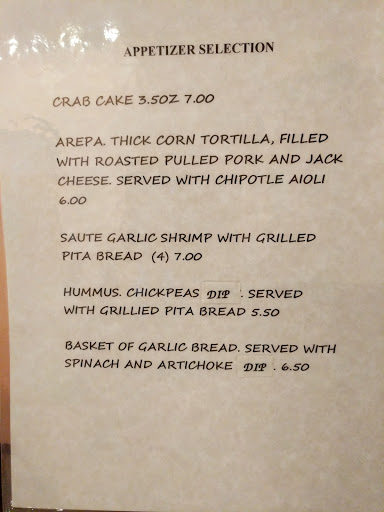 APPETIZER SELECTION
CRAB CAKE 3.5OZ 7.00
AREPA. THICK CORN TORTILLA, FILLED
WITH ROASTED PULLED PORK AND JACK
CHEESE. SERVED WITH CHIPOTLE AIOLI
6.00
SAUTE GARLIC SHRIMP WITH GRILLED
PITA BREAD (4) 7.00
HUMMUS. CHICKPEAS DIP . SERVED
WITH GRILLIED PITA BREAD 5.50
BASKET OF GARLIC BREAD. SERVED WITH
SPINACH AND ARTICHOKE DIP . 6.50